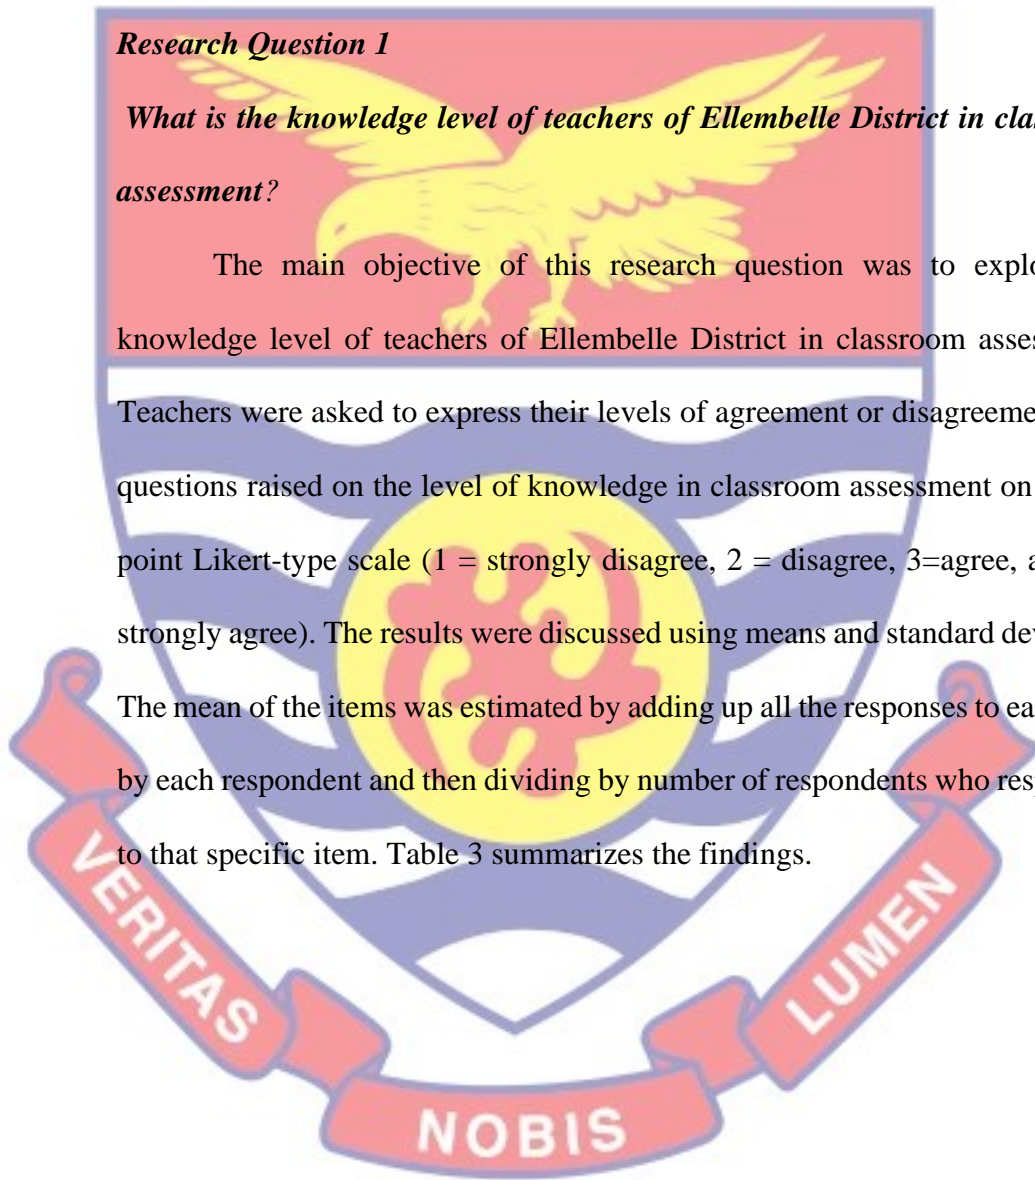 Research Question 1
What is the knowledge level of teachers of Ellembelle District in clas
assessment?
The main objective of this research question was to explo
knowledge level of teachers of Ellembelle District in classroom asses
Teachers were asked to express their levels of agreement or disagreeme
questions raised on the level of knowledge in classroom assessment on
point Likert-type scale (1 = strongly disagree, 2 = disagree, 3=agree, a
strongly agree). The results were discussed using means and standard dev
The mean of the items was estimated by adding up all the responses to ea
by each respondent and then dividing by number of respondents who res
to that specific item. Table 3 summarizes the findings.
VERITAS
NOBIS
LUMEN